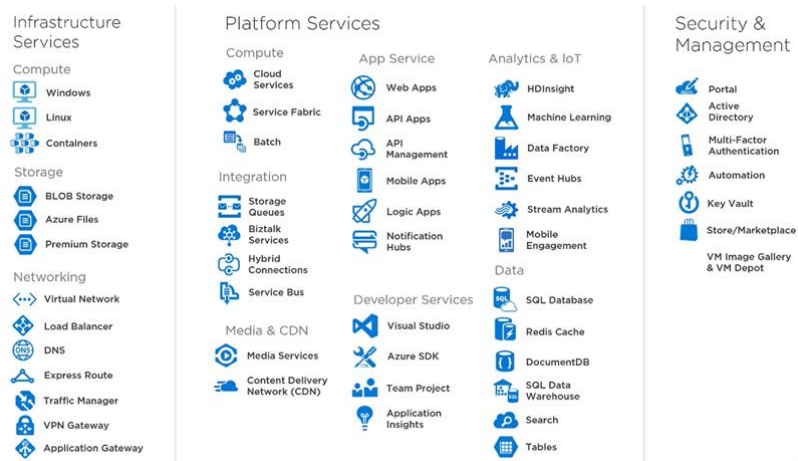 Infrastructure
Services
Compute
Windows
Linux
Containers
Storage
BLOB Storage
Azure Files
Premium Storage
Networking
Virtual Network
Load Balancer
DNS
DNS
Express Route
Traffic Manager
VPN Gateway
Application Gateway
Platform Services
Compute
Cloud
Services
Service Fabric
Batch
Integration
Storage
Queues
Biztalk
Services
Hybrid
Connections
Service Bus
Media & CDN
Media Services
Content Delivery
Network (CDN)
App Service
Web Apps
API Apps
API
Management
Mobile Apps
Logic Apps
Notification
Hubs
Developer Services
Visual Studio
Azure SDK
Team Project
Application
Insights
Analytics & IoT
HDInsight
Machine Learning
Data Factory
Event Hubs
Stream Analytics
Mobile
Engagement
Data
SQL
SQL Database
Redis Cache
DocumentDB
SQL
SQL Data
Warehouse
Search
Tables
Security &
Management
Portal
Active
Directory
Multi-Factor
Authentication
Automation
Key Vault
Store/Marketplace
VM Image Gallery
& VM Depot